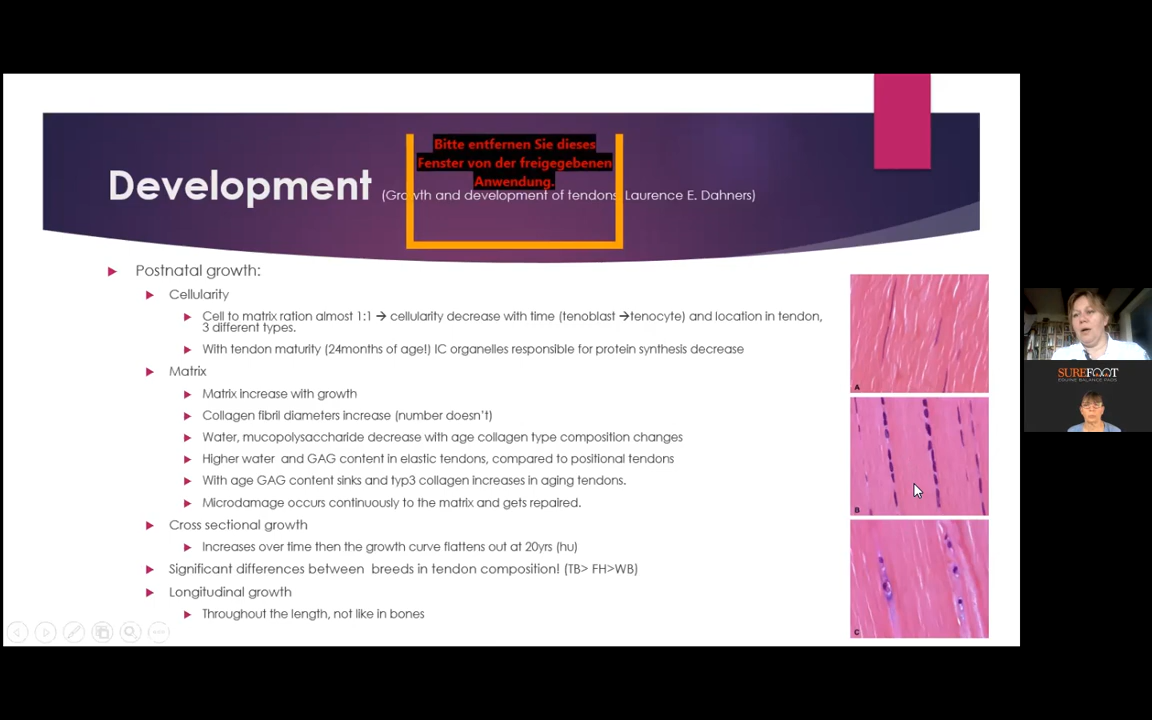 Bitte entfernen Sie dieses
Fenster von der freigegebenen
Anwendung.
Development (Growth and development of tendons, Laurence E. Dahners)
Postnatal growth:
Cellularity
Cell to matrix ration almost 1:1 → cellularity decrease with time (tenoblast →tenocyte) and location in tendon,
3 different types.
With tendon maturity (24months of age!) IC organelles responsible for protein synthesis decrease
Matrix
Matrix increase with growth
Collagen fibril diameters increase (number doesn't)
Water, mucopolysaccharide decrease with age collagen type composition changes
Higher water and GAG content in elastic tendons, compared to positional tendons
With age GAG content sinks and typ3 collagen increases in aging tendons.
Microdamage occurs continuously to the matrix and gets repaired.
Cross sectional growth
Increases over time then the growth curve flattens out at 20yrs (hu)
Significant differences between breeds in tendon composition! (TB> FH>WB)
Longitudinal growth
Throughout the length, not like in bones
A
B
C
SUREFOOT
EQUINE BALANCE PADS